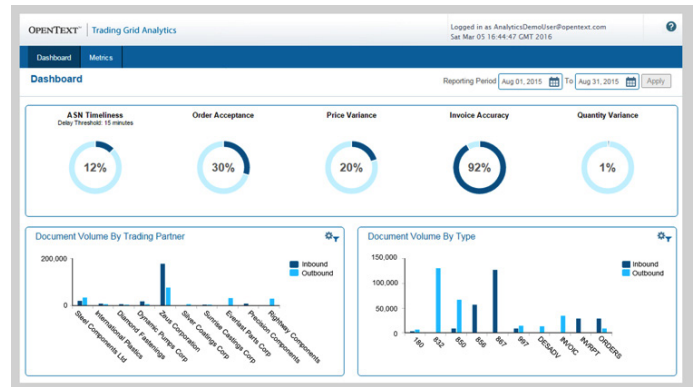 OPENTEXT™ Trading Grid Analytics
Logged in as AnalyticsDemoUser@opentext.com
Sat Mar 05 16:44:47 GMT 2016
?
Dashboard Metrics
Dashboard
Reporting Period Aug 01, 2015 To Aug 31, 2015 Apply
ASN Timeliness Order Acceptance Price Variance Invoice Accuracy Quantity Variance
Delay Threshold: 15 minutes
12% 30% 20% 92% 1%
Document Volume By Trading Partner
200,000
0
Inbound
Outbound
Steel Components Ltd
International Plastics
Diamond Fastenings
Dynamic Pumps Corp
Zeus Corporation
Silver Coatings Corp
Sunrise Castings Corp
Everlast Parts Corp
Precision Components
Rightway Components
Document Volume By Type
150,000
100,000
50,000
0
Inbound
Outbound
180
832
850
856
867
997
DESADV
INVOIC
INVRPT
ORDERS